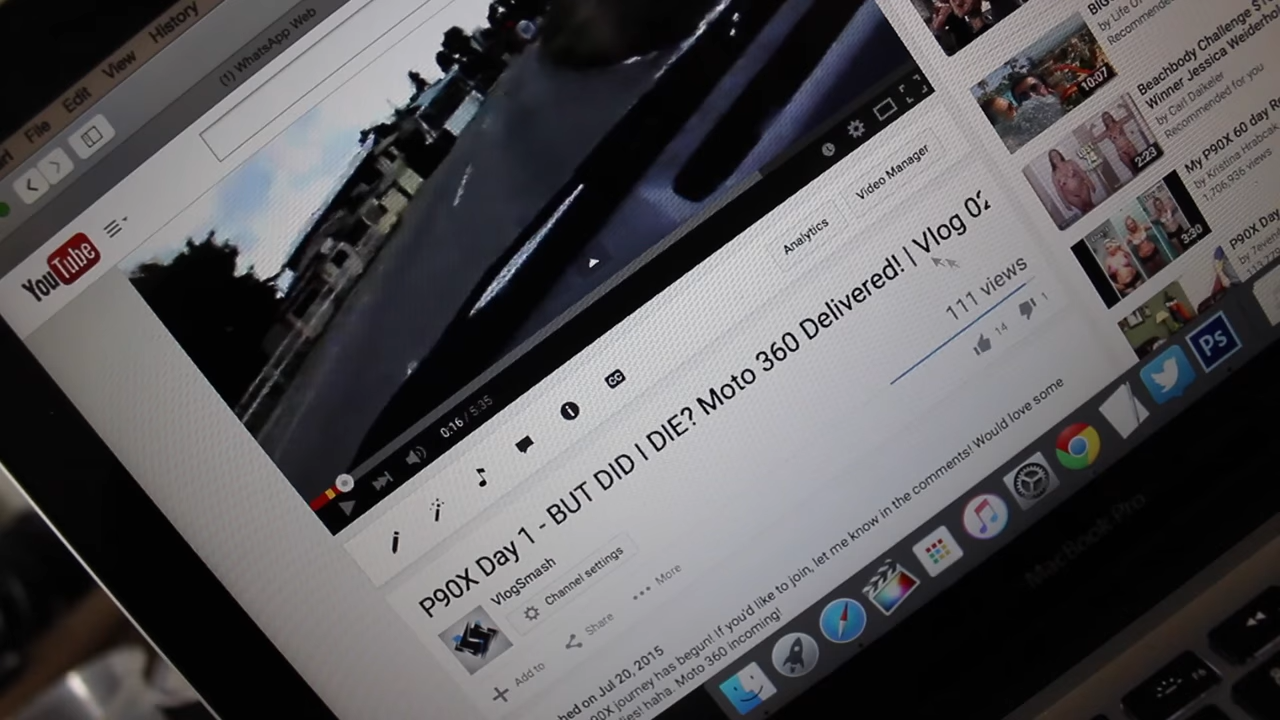 File Edit View History
(1) WhatsApp Web
YouTube
0:16 / 5:35
CC
Analytics
Video Manager
P90X Day 1 - BUT DID I DIE? Moto 360 Delivered! | Vlog 02
VlogSmash
Channel settings
111 views
Add to
Share
More
14
1
hed on Jul 20, 2015
journey has begun! If you'd like to join, let me know in the comments! Would love some
haha. Moto 360 incoming!
by Life Of
Recommended
10:07
Beachbody Challenge
Winner Jessica Weiderho
by Carl Daikeler
Recommended for you
2:23
My P90X 60 day R
by Kristina Hrabcak
1,706,936 views
3:30
P90X Day
Ps
MacBook Pro